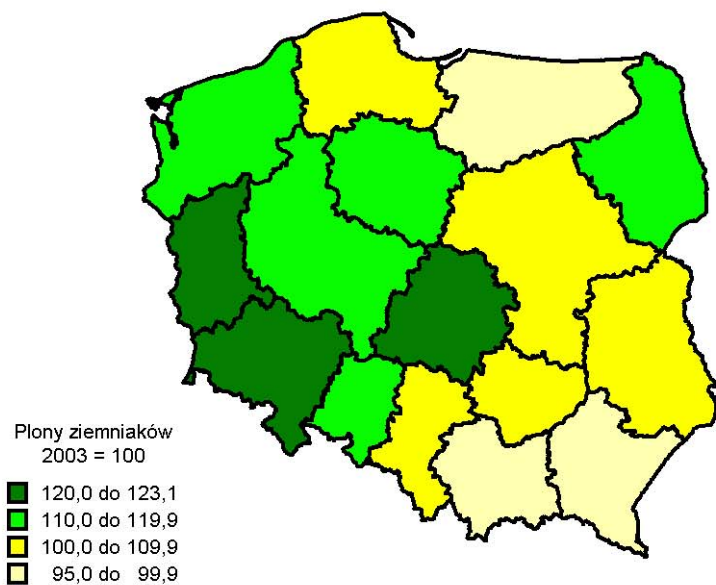 Plony ziemniaków
2003 = 100
120,0 do 123,1
110,0 do 119,9
100,0 do 109,9
95,0 do 99,9